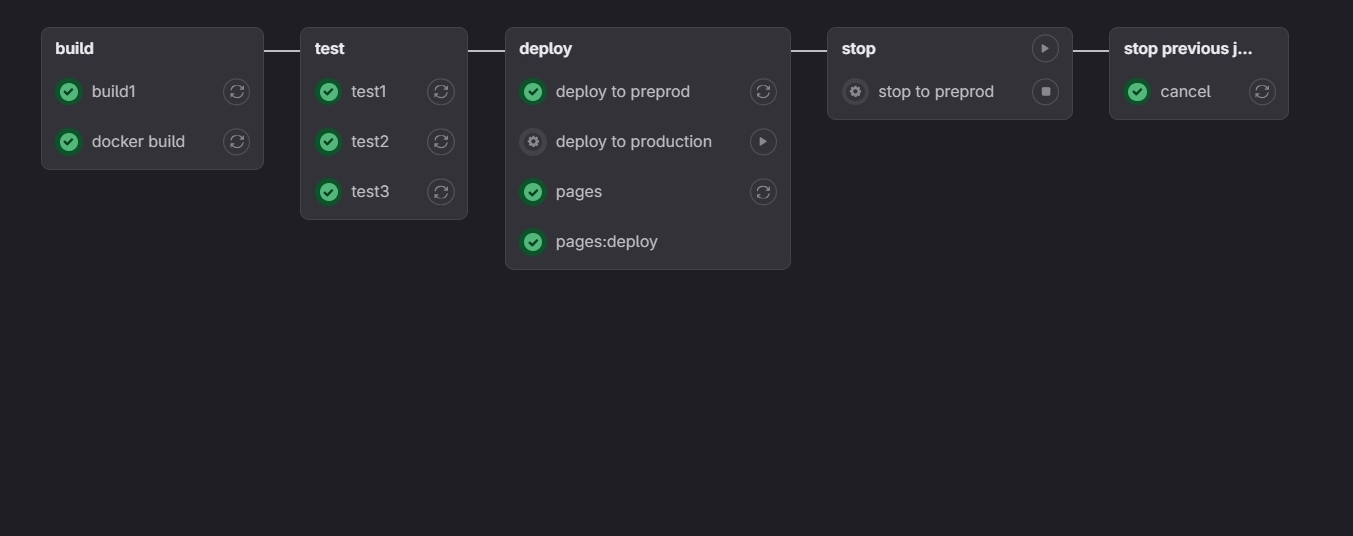 build
build1
docker build
test
test1
test2
test3
deploy
deploy to preprod
deploy to production
pages
pages:deploy
stop
stop to preprod
stop previous j...
cancel